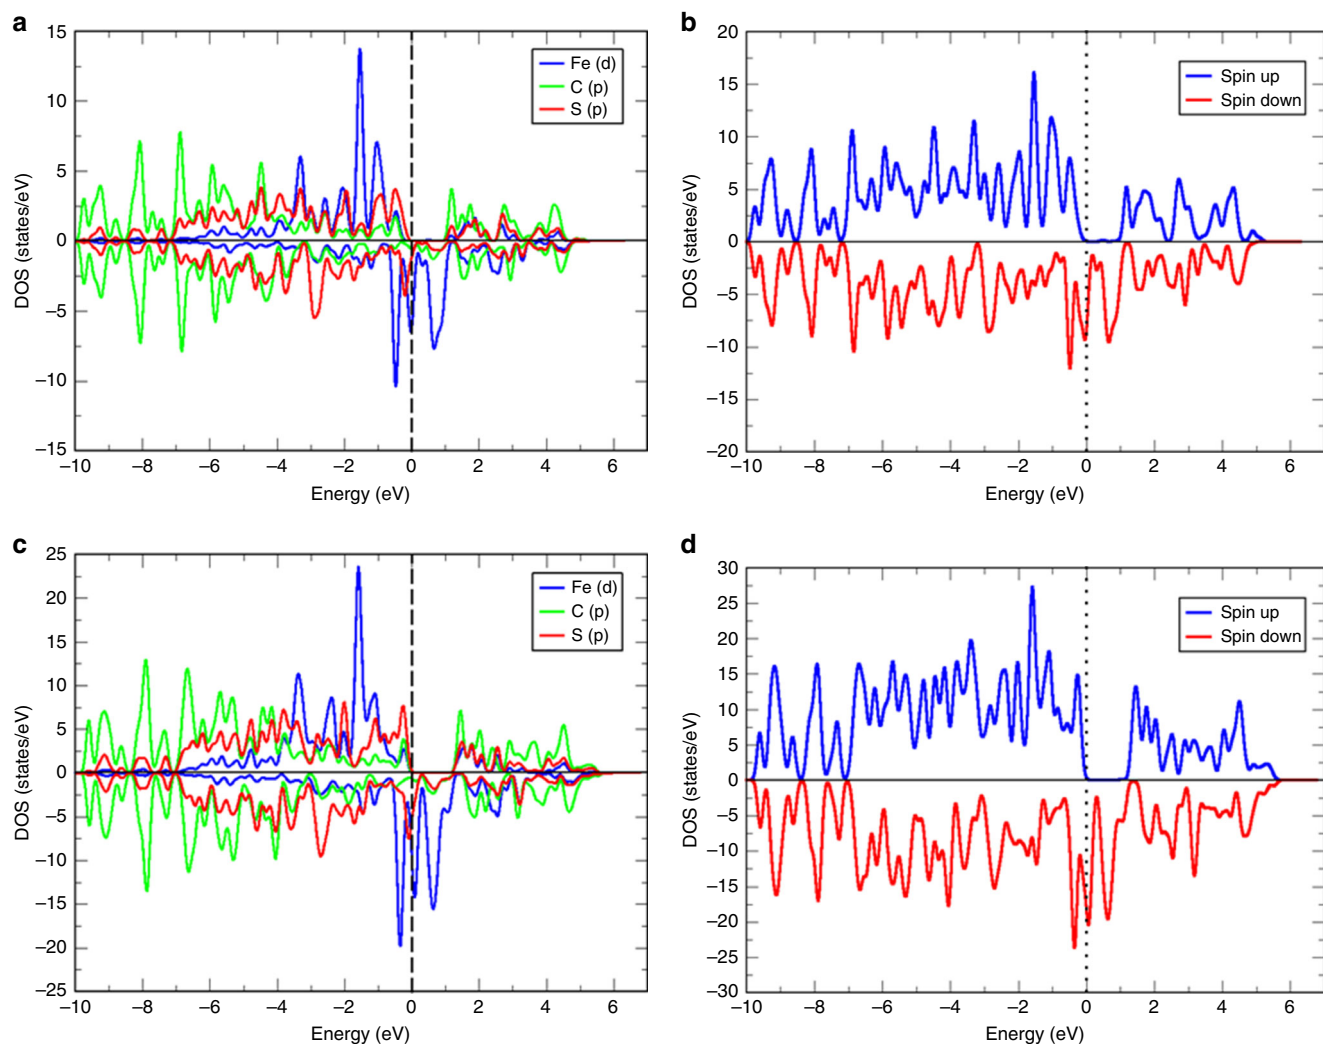 a
15
10
5
0
–5
–10
–15
DOS (states/eV)
Fe (d)
C (p)
S (p)
–10 –8 –6 –4 –2 0 2 4 6
Energy (eV)
b
20
15
10
5
0
–5
–10
–15
–20
DOS (states/eV)
Spin up
Spin down
–10 –8 –6 –4 –2 0 2 4 6
Energy (eV)
c
25
20
15
10
5
0
–5
–10
–15
–20
–25
DOS (states/eV)
Fe (d)
C (p)
S (p)
–10 –8 –6 –4 –2 0 2 4 6
Energy (eV)
d
30
25
20
15
10
5
0
–5
–10
–15
–20
–25
–30
DOS (states/eV)
Spin up
Spin down
–10 –8 –6 –4 –2 0 2 4 6
Energy (eV)